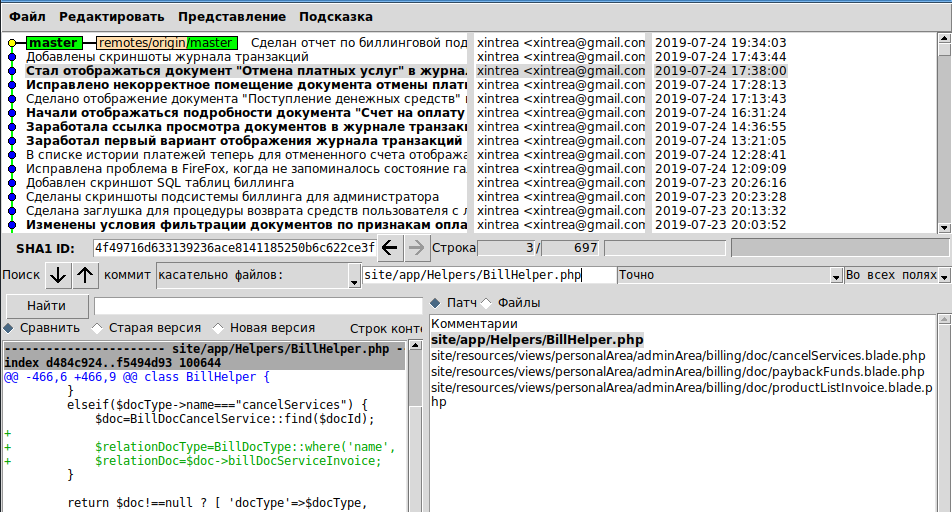 Файл Редактировать Представление Подсказка
master remotes/origin/master Сделан отчет по биллинговой под xintrea <xintrea@gmail.com 2019-07-24 19:34:03
Добавлены скриншоты журнала транзакций xintrea <xintrea@gmail.com 2019-07-24 17:43:44
Стал отображаться документ "Отмена платных услуг" в журна. xintrea <xintrea@gmail.com 2019-07-24 17:38:00
Исправлено некорректное помещение документа отмены плат xintrea <xintrea@gmail.com 2019-07-24 17:28:13
Сделано отображение документа "Поступление денежных средств" xintrea <xintrea@gmail.com 2019-07-24 17:13:43
Начали отображаться подробности документа "Счет на оплату xintrea <xintrea@gmail.com 2019-07-24 16:31:24
Заработала ссылка просмотра документов в журнале транзак xintrea <xintrea@gmail.com 2019-07-24 14:36:55
Заработал первый вариант отображения журнала транзакций xintrea <xintrea@gmail.com 2019-07-24 13:21:05
В списке истории платежей теперь для отмененного счета отобража xintrea <xintrea@gmail.com 2019-07-24 12:28:41
Исправлена проблема в FireFox, когда не запоминалось состояние га xintrea <xintrea@gmail.com 2019-07-24 12:09:09
Добавлен скриншот SQL таблиц биллинга xintrea <xintrea@gmail.com 2019-07-23 20:26:16
Сделаны скриншоты подсистемы биллинга для администратора xintrea <xintrea@gmail.com 2019-07-23 20:23:28
Сделана заглушка для процедуры возврата средств пользователя с л xintrea <xintrea@gmail.com 2019-07-23 20:13:32
Изменены условия фильтрации документов по признакам опла xintrea <xintrea@gmail.com 2019-07-23 20:03:52
SHA1 ID: 4f49716d633139236ace8141185250b6c622ce3f Строка 3 / 697
Поиск коммит касательно файлов: site/app/Helpers/BillHelper.php Точно Во всех полях
Найти
Сравнить Старая версия Новая версия Строк конт
Патч Файлы
----------------------- site/app/Helpers/BillHelper.php -
index d484c924..f5494d93 100644
@@ -466,6 +466,9 @@ class BillHelper {
}
elseif($docType->name==="cancelServices") {
$doc=BillDocCancelService::find($docId);
+
+ $relationDocType=BillDocType::where('name',
+ $relationDoc=$doc->billDocServiceInvoice;
}
return $doc!==null ? [ 'docType'=>$docType,
Комментарии
site/app/Helpers/BillHelper.php
site/resources/views/personalArea/adminArea/billing/doc/cancelServices.blade.php
site/resources/views/personalArea/adminArea/billing/doc/paybackFunds.blade.php
site/resources/views/personalArea/adminArea/billing/doc/productListInvoice.blade.p
hp